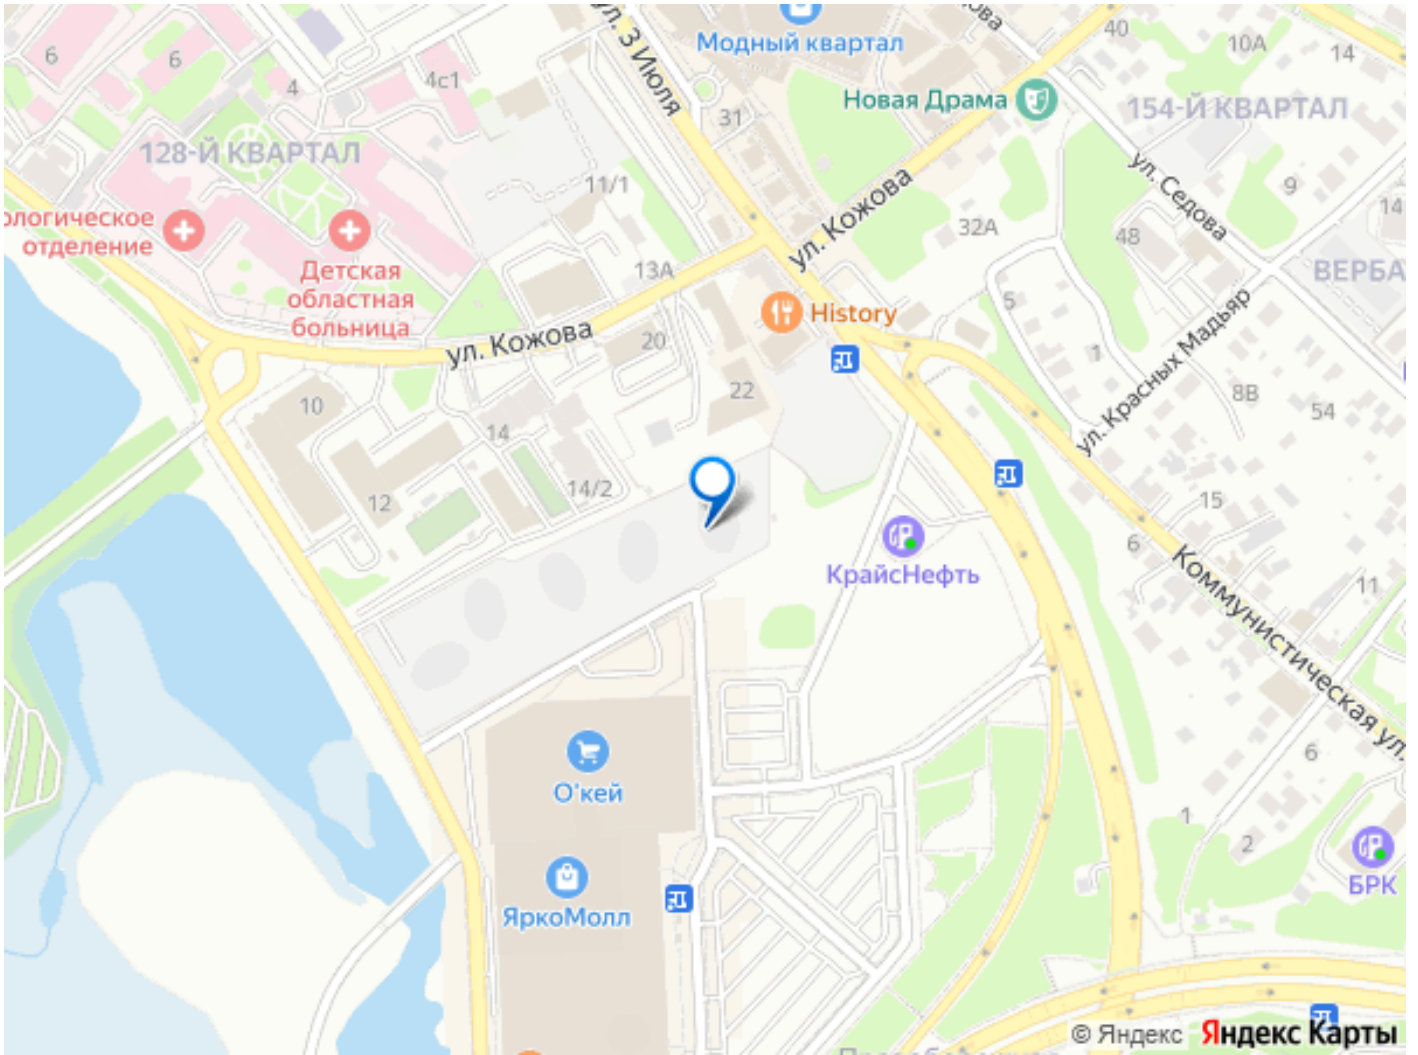 ул. 3 Июля
Модный квартал
Седова
40
10А
14
6
6
4
4с1
31
Новая Драма
154-Й КВАРТАЛ
128-Й КВАРТАЛ
11/1
ул. Кожова
ул. Седова
9
14
ологическое
отделение
32А
48
ВЕРБА
Детская
областная
больница
13А
History
5
ул. Кожова
20
1
ул. Красных Мадьяр
8В
54
10
22
14
12
14/2
15
6
КрайсНефть
Коммунистическая ул.
11
О'кей
6
1
2
БРК
ЯркоМолл
© Яндекс
Яндекс Карты